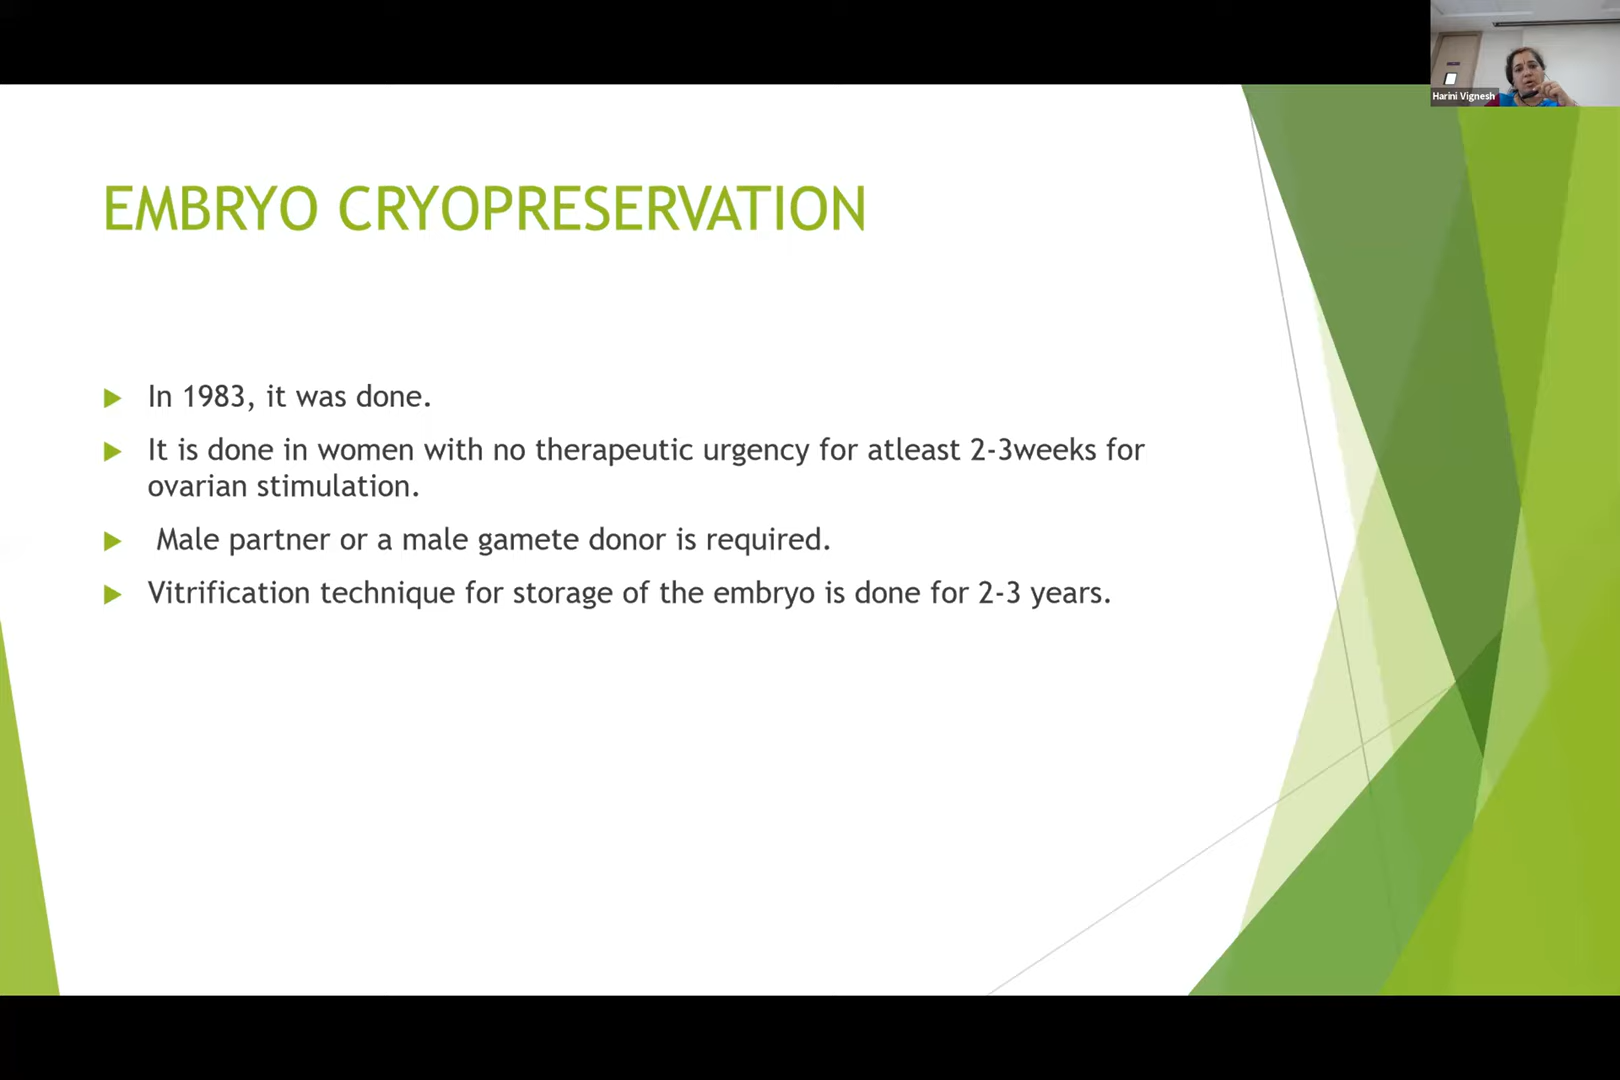 Harini Vignesh
EMBRYO CRYOPRESERVATION
In 1983, it was done.
It is done in women with no therapeutic urgency for atleast 2-3weeks for
ovarian stimulation.
Male partner or a male gamete donor is required.
Vitrification technique for storage of the embryo is done for 2-3 years.